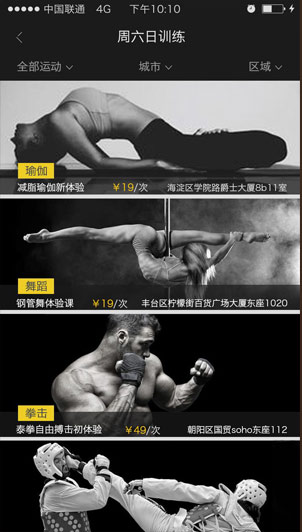 中国联通 4G 下午10:10
周六日训练
全部运动 城市 区域
瑜伽
减脂瑜伽新体验 ￥19/次 海淀区学院路爵士大厦8b11室
舞蹈
钢管舞体验课 ￥19/次 丰台区柠檬街百货广场大厦东座1020
拳击
泰拳自由搏击初体验 ￥49/次 朝阳区国贸soho东座112